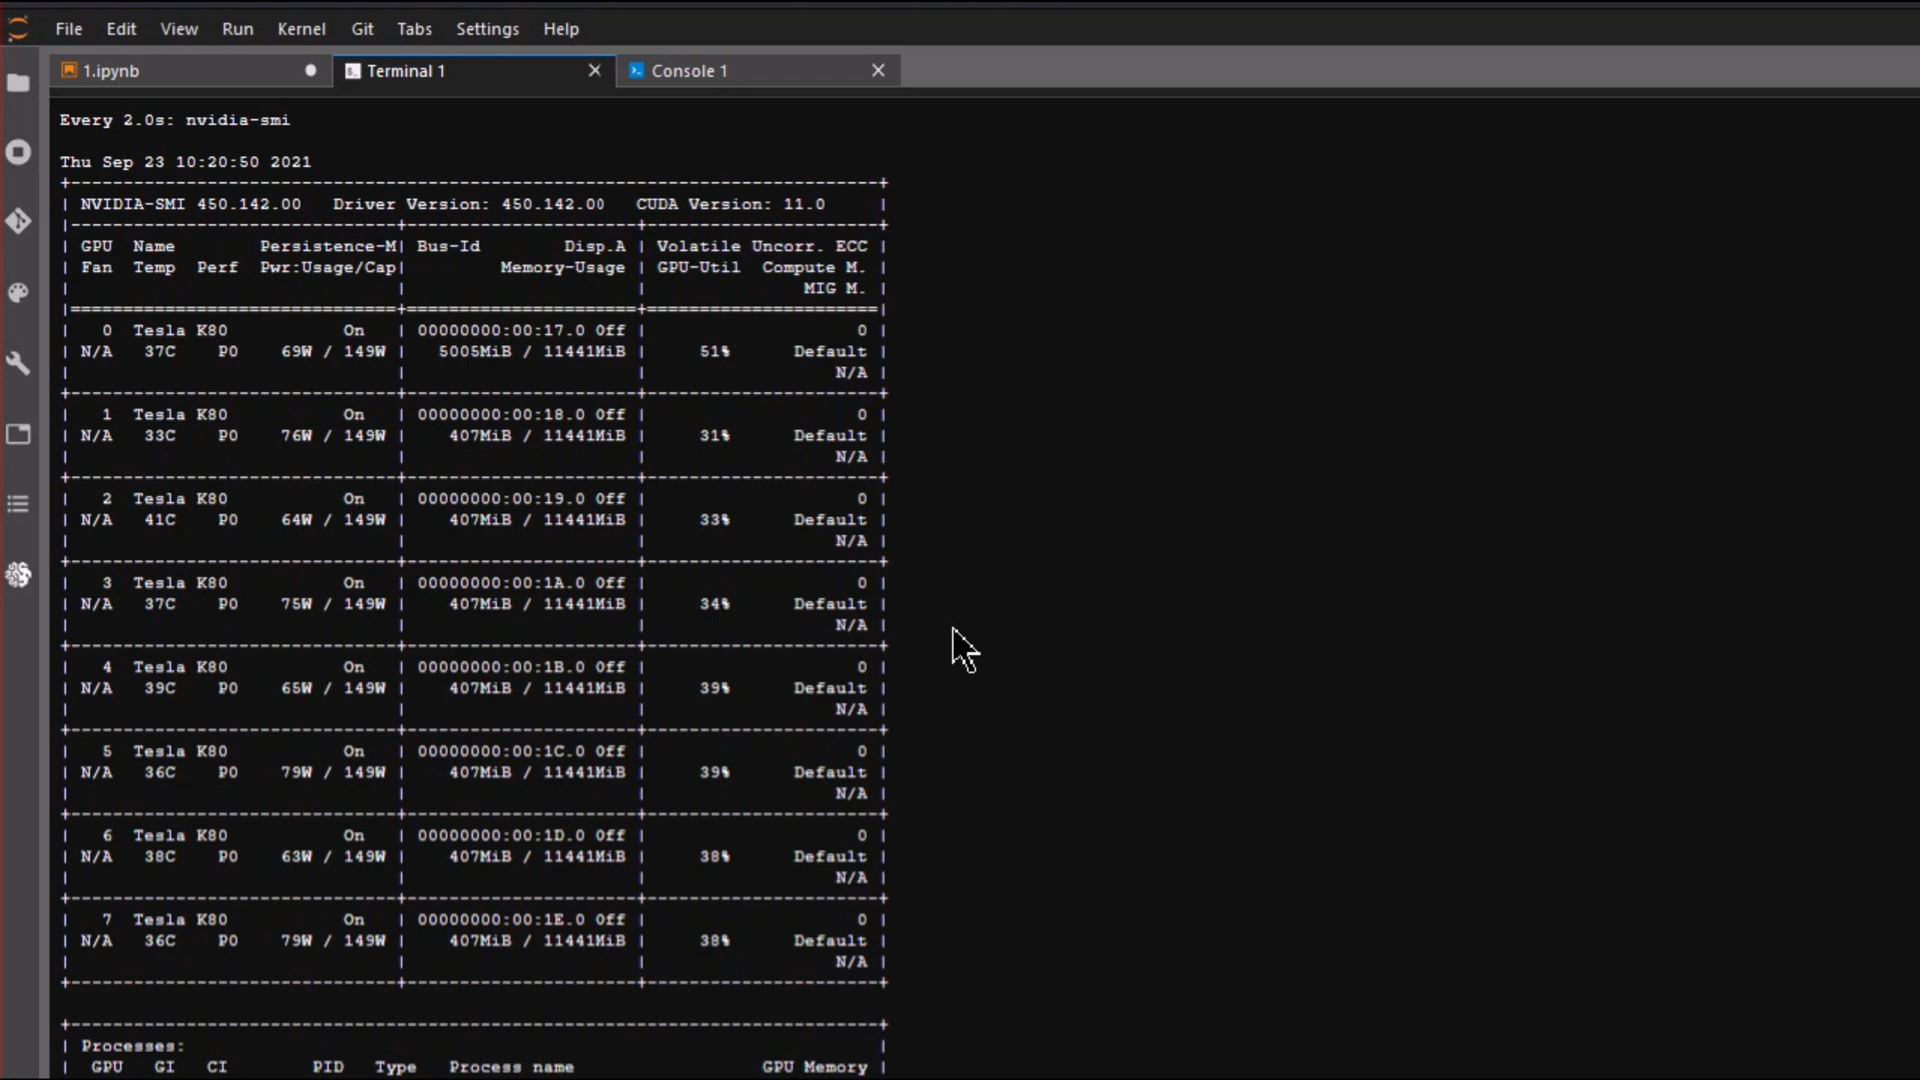 File Edit View Run Kernel Git Tabs Settings Help
1.ipynb Terminal 1 Console 1
Every 2.0s: nvidia-smi
Thu Sep 23 10:20:50 2021
+-----------------------------------------------------------------------------+
| NVIDIA-SMI 450.142.00   Driver Version: 450.142.00   CUDA Version: 11.0     |
|-------------------------------+----------------------+----------------------+
| GPU  Name        Persistence-M| Bus-Id        Disp.A | Volatile Uncorr. ECC |
| Fan  Temp  Perf  Pwr:Usage/Cap|         Memory-Usage | GPU-Util  Compute M. |
|                               |                      |               MIG M. |
|===============================+======================+======================|
|   0  Tesla K80           On   | 00000000:00:17.0 Off |                    0 |
| N/A   37C    P0    69W / 149W |   5005MiB / 11441MiB |     51%      Default |
|                               |                      |                  N/A |
+-------------------------------+----------------------+----------------------+
|   1  Tesla K80           On   | 00000000:00:18.0 Off |                    0 |
| N/A   33C    P0    76W / 149W |    407MiB / 11441MiB |     31%      Default |
|                               |                      |                  N/A |
+-------------------------------+----------------------+----------------------+
|   2  Tesla K80           On   | 00000000:00:19.0 Off |                    0 |
| N/A   41C    P0    64W / 149W |    407MiB / 11441MiB |     33%      Default |
|                               |                      |                  N/A |
+-------------------------------+----------------------+----------------------+
|   3  Tesla K80           On   | 00000000:00:1A.0 Off |                    0 |
| N/A   37C    P0    75W / 149W |    407MiB / 11441MiB |     34%      Default |
|                               |                      |                  N/A |
+-------------------------------+----------------------+----------------------+
|   4  Tesla K80           On   | 00000000:00:1B.0 Off |                    0 |
| N/A   39C    P0    65W / 149W |    407MiB / 11441MiB |     39%      Default |
|                               |                      |                  N/A |
+-------------------------------+----------------------+----------------------+
|   5  Tesla K80           On   | 00000000:00:1C.0 Off |                    0 |
| N/A   36C    P0    79W / 149W |    407MiB / 11441MiB |     39%      Default |
|                               |                      |                  N/A |
+-------------------------------+----------------------+----------------------+
|   6  Tesla K80           On   | 00000000:00:1D.0 Off |                    0 |
| N/A   38C    P0    63W / 149W |    407MiB / 11441MiB |     38%      Default |
|                               |                      |                  N/A |
+-------------------------------+----------------------+----------------------+
|   7  Tesla K80           On   | 00000000:00:1E.0 Off |                    0 |
| N/A   36C    P0    79W / 149W |    407MiB / 11441MiB |     38%      Default |
|                               |                      |                  N/A |
+-------------------------------+----------------------+----------------------+
+-----------------------------------------------------------------------------+
| Processes:                                                                  |
|  GPU   GI   CI        PID   Type   Process name                  GPU Memory |